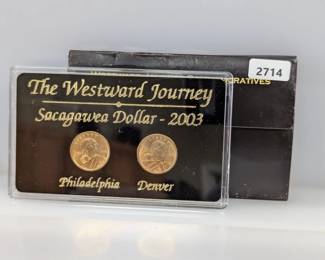 2714
The Westward Journey
Sacagawea Dollar - 2003
Philadelphia Denver